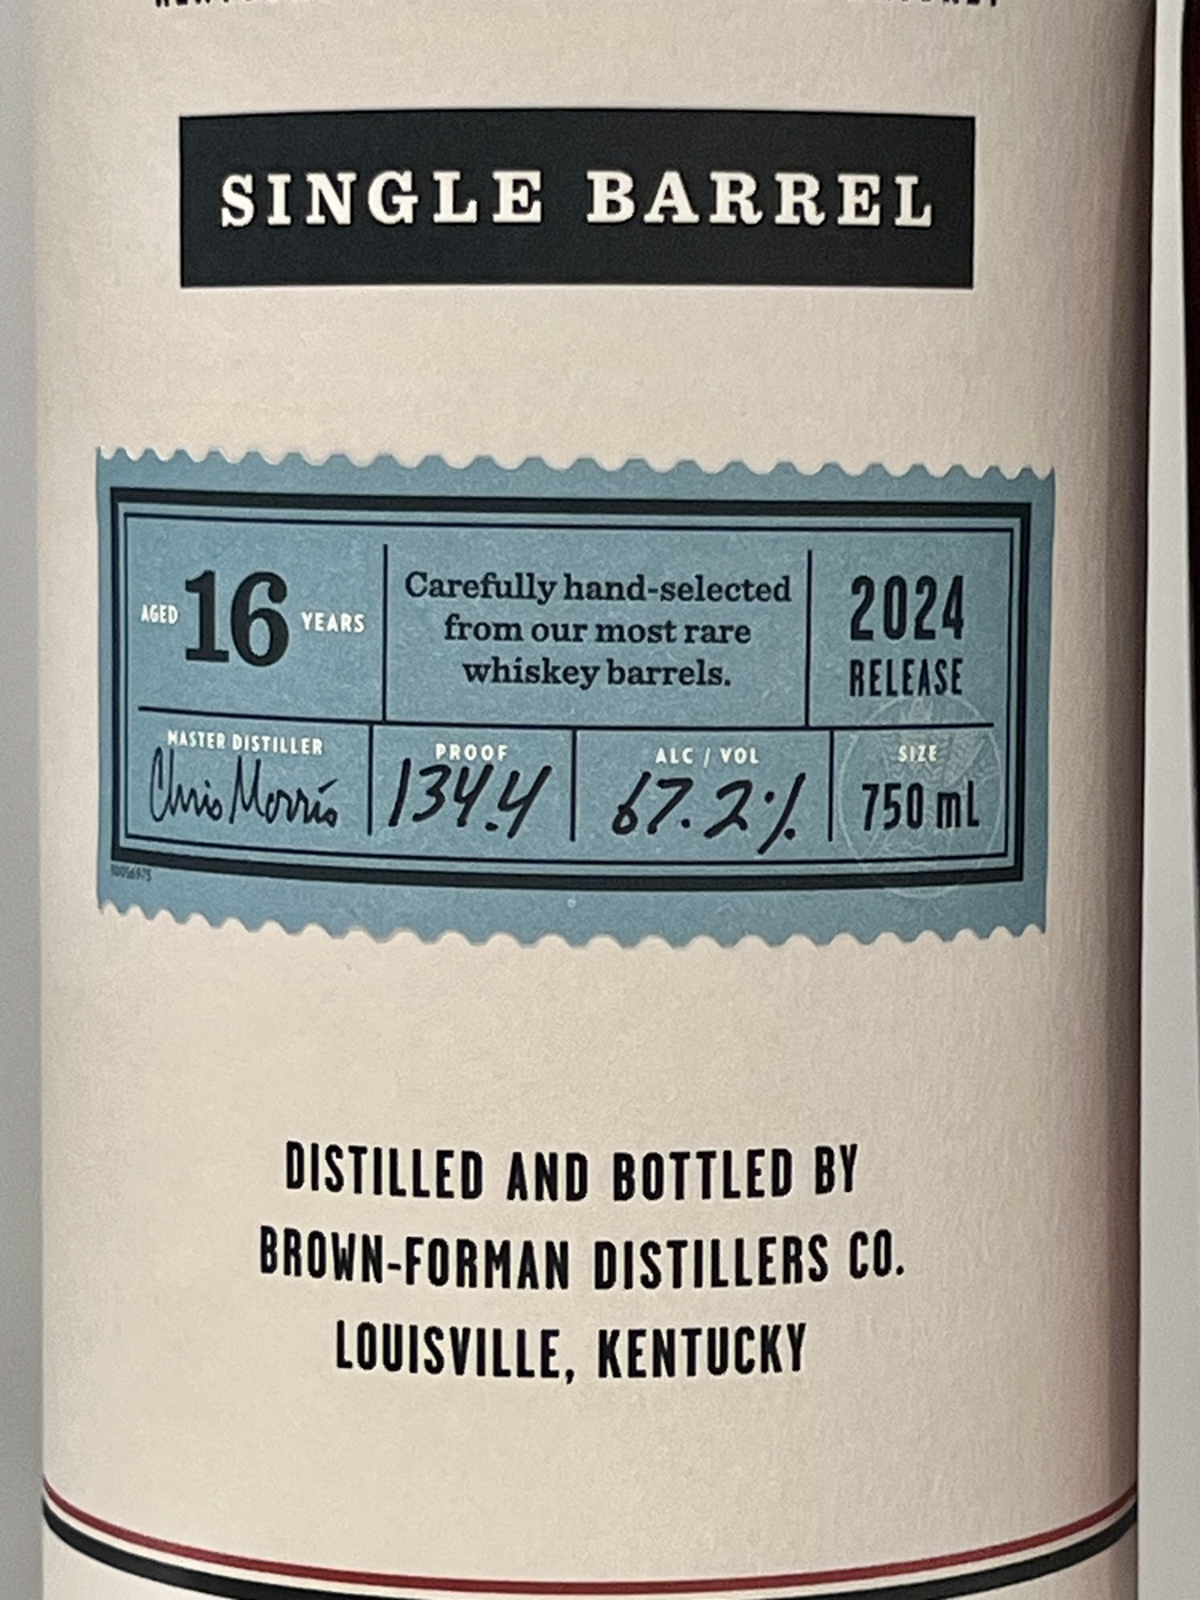 SINGLE BARREL
AGED 16 YEARS
Carefully hand-selected
from our most rare
whiskey barrels.
2024
RELEASE
MASTER DISTILLER
Chris Morris
PROOF
134.4
ALC / VOL
67.2%
SIZE
750 mL
DISTILLED AND BOTTLED BY
BROWN-FORMAN DISTILLERS CO.
LOUISVILLE, KENTUCKY